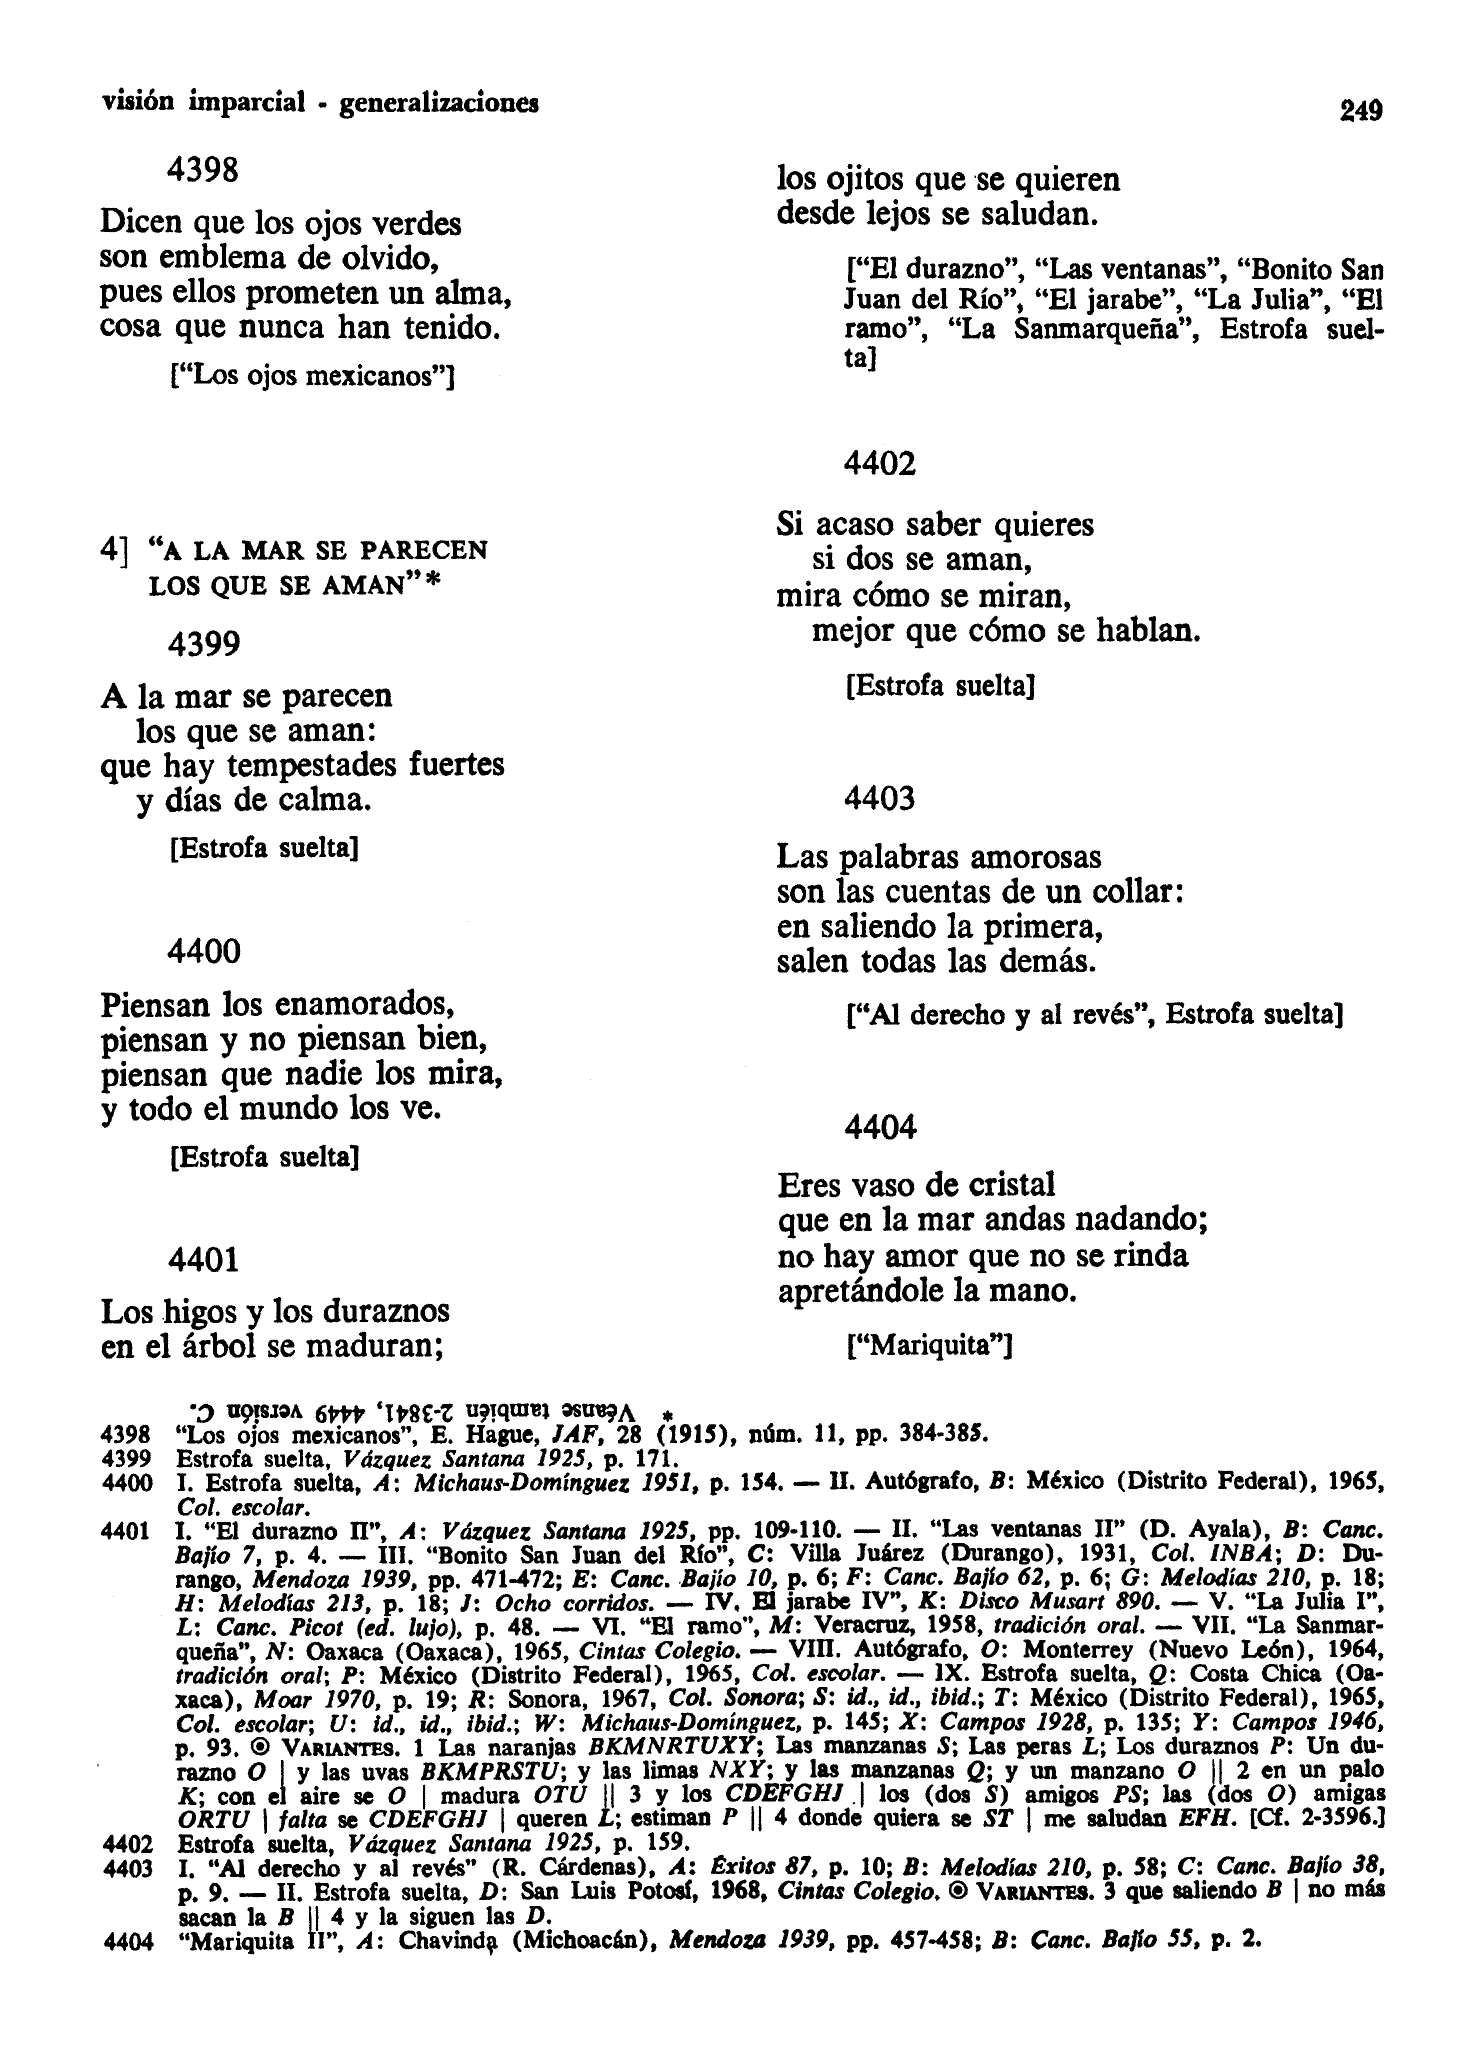 visión imparcial - generalizaciones
249
4398
Dicen que los ojos verdes
son emblema de olvido,
pues ellos prometen un alma,
cosa que nunca han tenido.
[“Los ojos mexicanos”]
4] “A LA MAR SE PARECEN
LOS QUE SE AMAN”*
4399
A la mar se parecen
los que se aman:
que hay tempestades fuertes
y días de calma.
[Estrofa suelta]
4400
Piensan los enamorados,
piensan y no piensan bien,
piensan que nadie los mira,
y todo el mundo los ve.
[Estrofa suelta]
4401
Los higos y los duraznos
en el árbol se maduran;
los ojitos que se quieren
desde lejos se saludan.
[“El durazno”, “Las ventanas”, “Bonito San
Juan del Río”, “El jarabe”, “La Julia”, “El
ramo”, “La Sanmarqueña”, Estrofa suel-
ta]
4402
Si acaso saber quieres
si dos se aman,
mira cómo se miran,
mejor que cómo se hablan.
[Estrofa suelta]
4403
Las palabras amorosas
son las cuentas de un collar:
en saliendo la primera,
salen todas las demás.
[“Al derecho y al revés”, Estrofa suelta]
4404
Eres vaso de cristal
que en la mar andas nadando;
no hay amor que no se rinda
apretándole la mano.
[“Mariquita”]
* Véanse también 2-3841, 4449 versión C.
4398 “Los ojos mexicanos”, E. Hague, JAF, 28 (1915), núm. 11, pp. 384-385.
4399 Estrofa suelta, Vázquez Santana 1925, p. 171.
4400 I. Estrofa suelta, A: Michaus-Domínguez 1951, p. 154. — II. Autógrafo, B: México (Distrito Federal), 1965,
Col. escolar.
4401 I. “El durazno II”, A: Vázquez Santana 1925, pp. 109-110. — II. “Las ventanas II” (D. Ayala), B: Canc.
Bajío 7, p. 4. — III. “Bonito San Juan del Río”, C: Villa Juárez (Durango), 1931, Col. INBA; D: Du-
rango, Mendoza 1939, pp. 471-472; E: Canc. Bajío 10, p. 6; F: Canc. Bajío 62, p. 6; G: Melodías 210, p. 18;
H: Melodías 213, p. 18; J: Ocho corridos. — IV. El jarabe IV”, K: Disco Musart 890. — V. “La Julia I”,
L: Canc. Picot (ed. lujo), p. 48. — VI. “El ramo”, M: Veracruz, 1958, tradición oral. — VII. “La Sanmar-
queña”, N: Oaxaca (Oaxaca), 1965, Cintas Colegio. — VIII. Autógrafo, O: Monterrey (Nuevo León), 1964,
tradición oral; P: México (Distrito Federal), 1965, Col. escolar. — IX. Estrofa suelta, Q: Costa Chica (Oa-
xaca), Moar 1970, p. 19; R: Sonora, 1967, Col. Sonora; S: id., id., ibid.; T: México (Distrito Federal), 1965,
Col. escolar; U: id., id., ibid.; W: Michaus-Domínguez, p. 145; X: Campos 1928, p. 135; Y: Campos 1946,
p. 93. ® VARIANTES. 1 Las naranjas BKMNRTUXY; Las manzanas S; Las peras L; Los duraznos P: Un du-
razno O | y las uvas BKMPRSTU; y las limas NXY; y las manzanas Q; y un manzano O || 2 en un palo
K; con el aire se O | madura OTU || 3 y los CDEFGHJ | los (dos S) amigos PS; las (dos O) amigas
ORTU | falta se CDEFGHJ | queren L; estiman P || 4 donde quiera se ST | me saludan EFH. [Cf. 2-3596.]
4402 Estrofa suelta, Vázquez Santana 1925, p. 159.
4403 I. “Al derecho y al revés” (R. Cárdenas), A: Éxitos 87, p. 10; B: Melodías 210, p. 58; C: Canc. Bajío 38,
p. 9. — II. Estrofa suelta, D: San Luis Potosí, 1968, Cintas Colegio. ® VARIANTES. 3 que saliendo B | no más
sacan la B || 4 y la siguen las D.
4404 “Mariquita II”, A: Chavinda (Michoacán), Mendoza 1939, pp. 457-458; B: Canc. Bajío 55, p. 2.